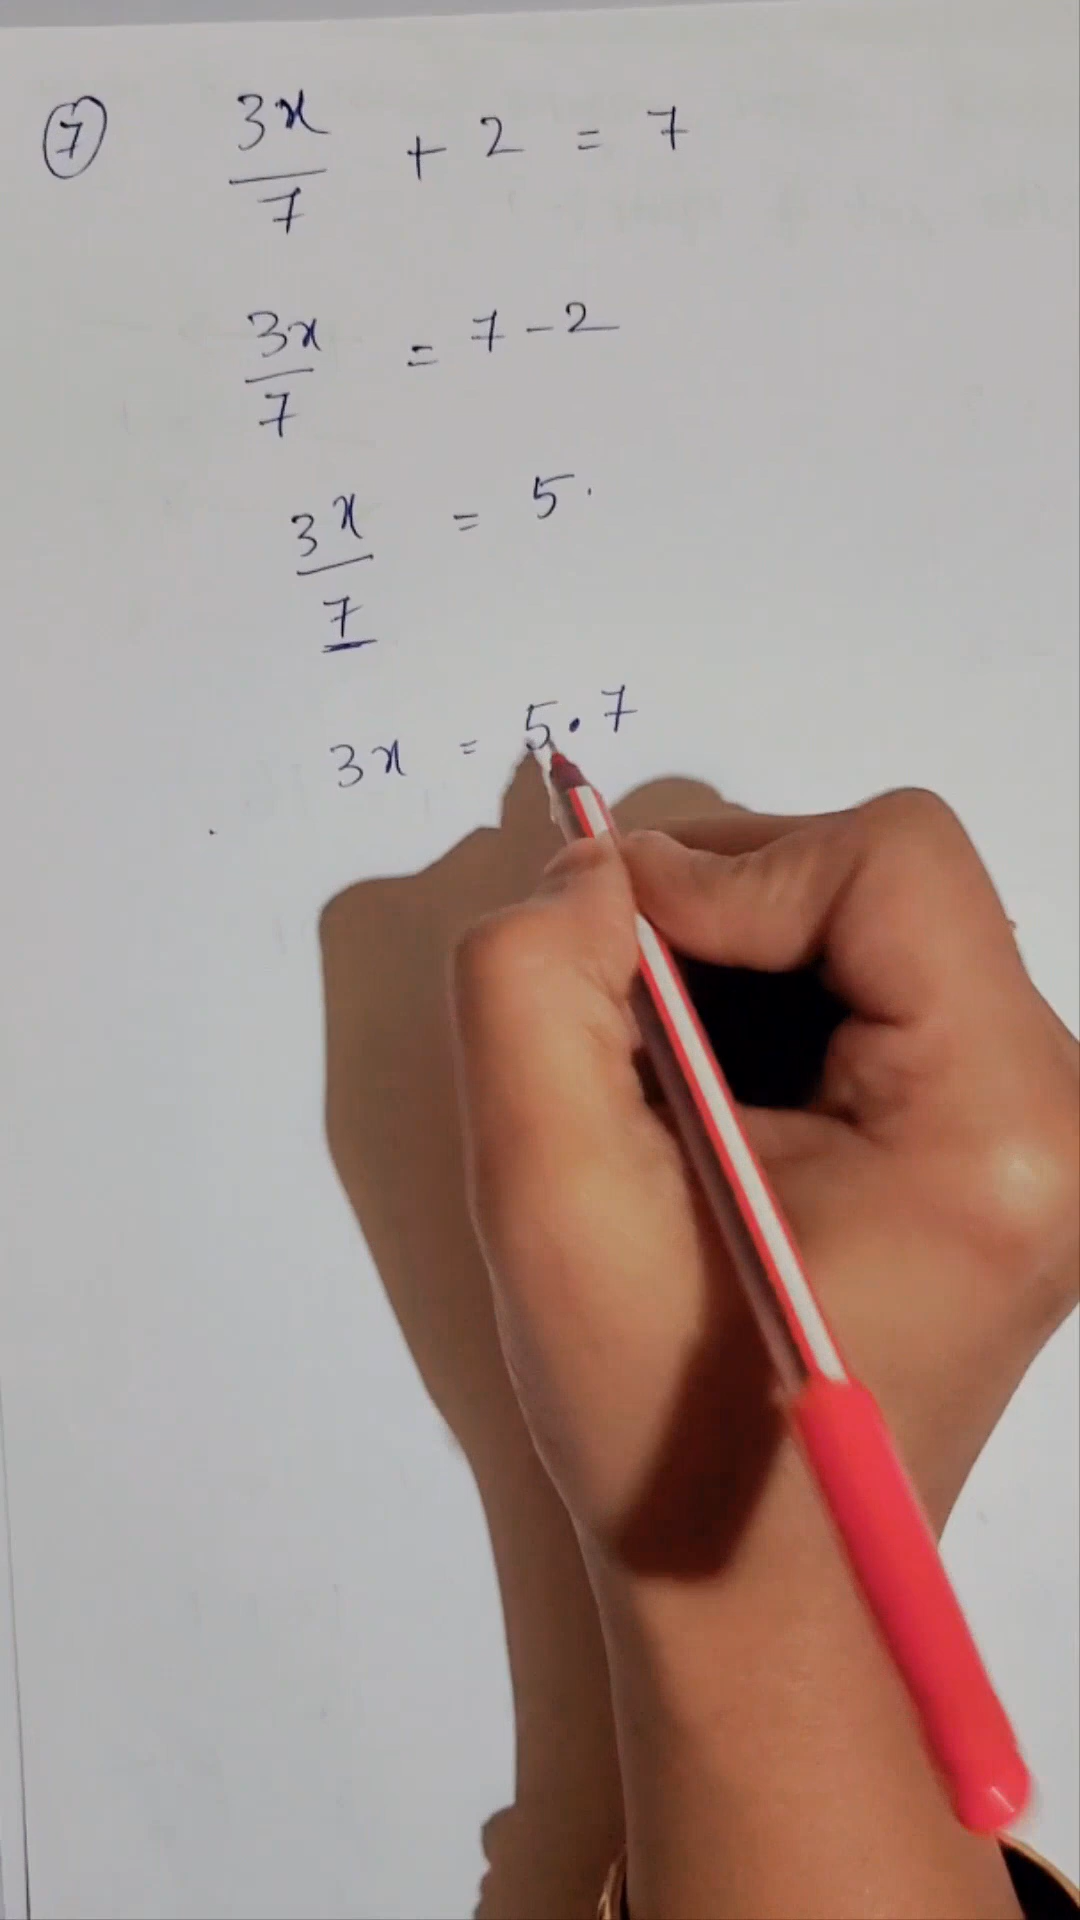 ⑦ 3x/7 + 2 = 7
3x/7 = 7 - 2
3x/7 = 5.
3x = 5 . 7